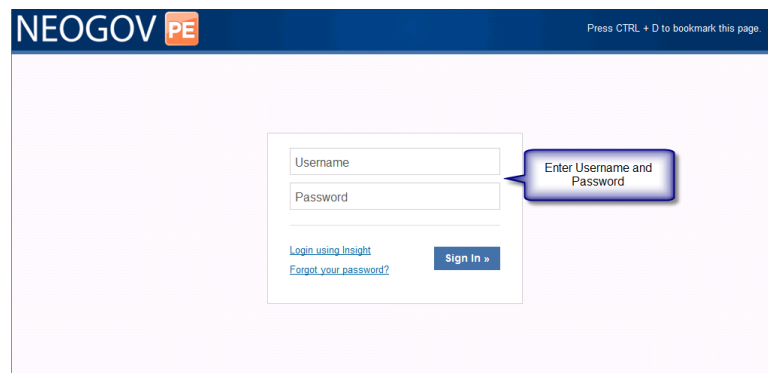 NEOGOV PE
Press CTRL + D to bookmark this page.
Username
Enter Username and
Password
Password
Login using Insight
Forgot your password?
Sign In »